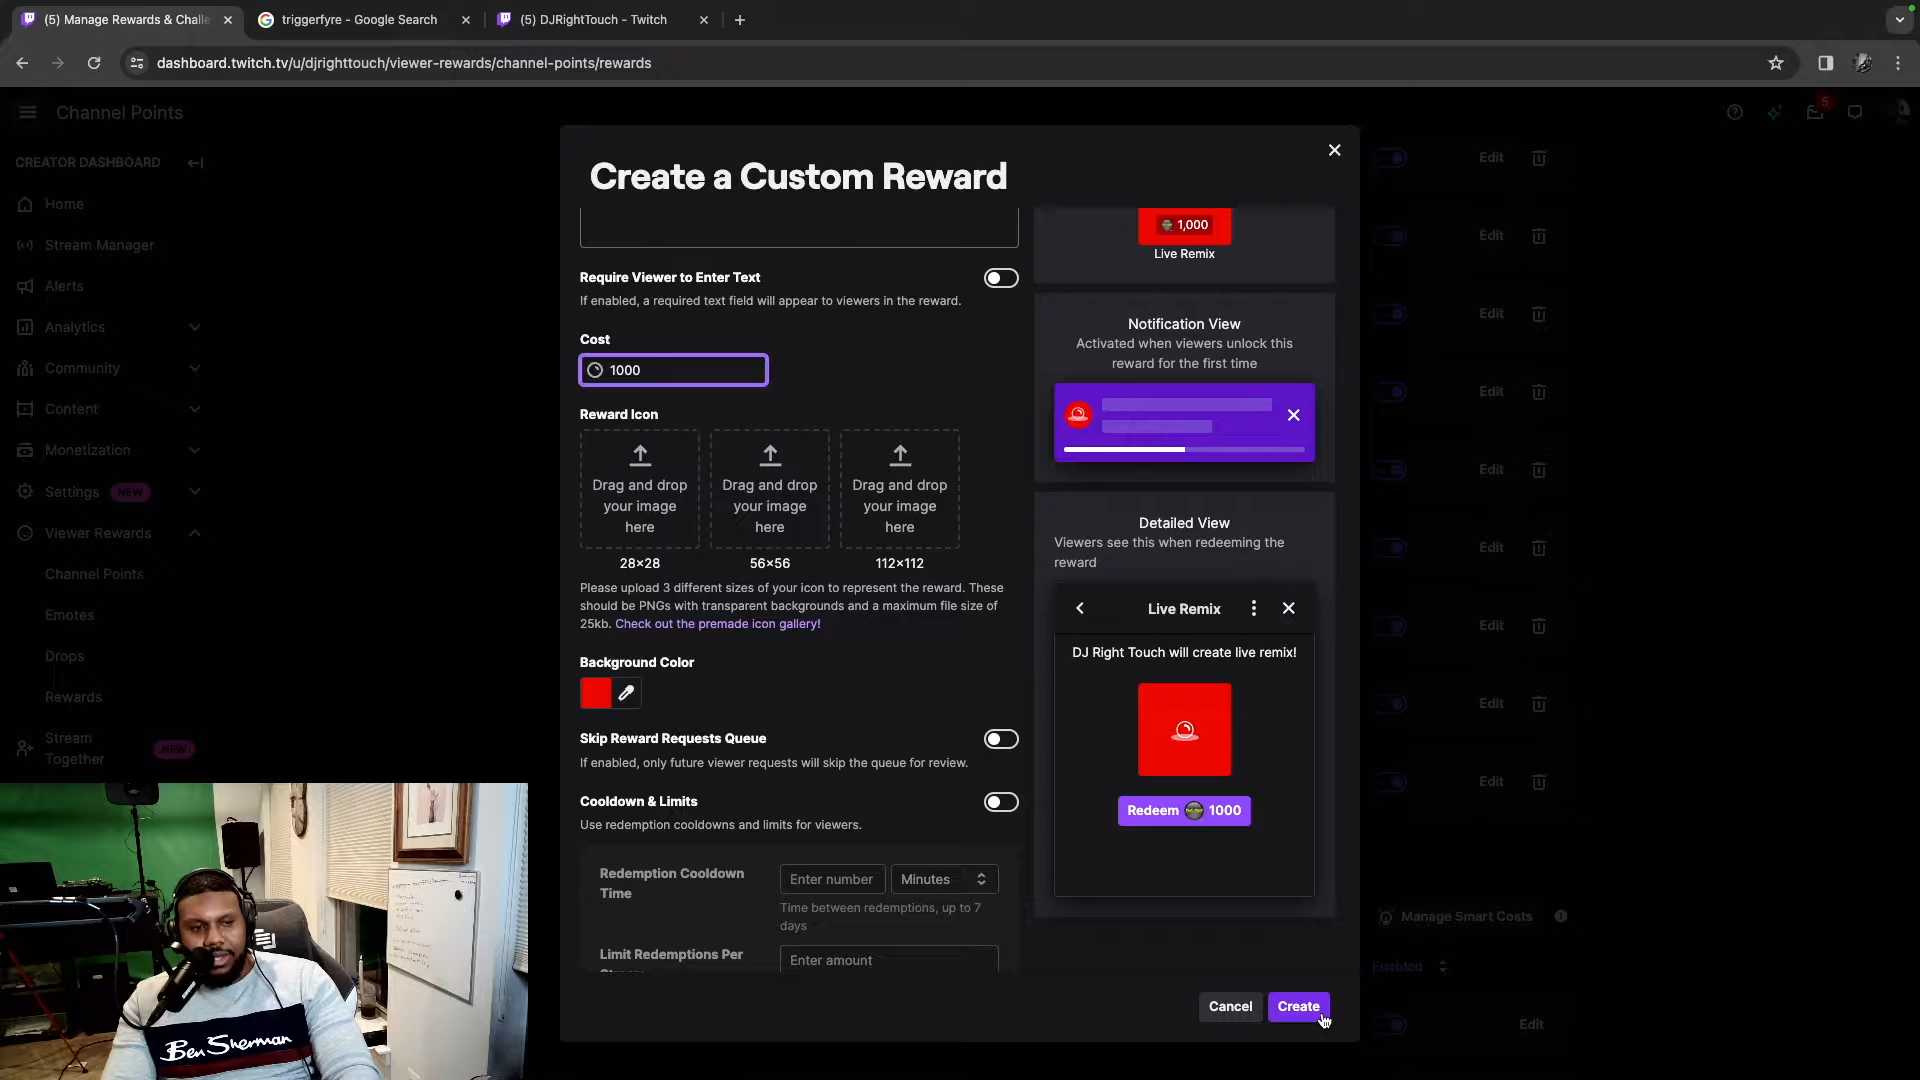 (5) Manage Rewards & Challe
triggerfyre - Google Search
(5) DJRightTouch - Twitch
dashboard.twitch.tv/u/djrighttouch/viewer-rewards/channel-points/rewards
Channel Points
5
CREATOR DASHBOARD
Home
Stream Manager
Alerts
Analytics
Community
Content
Monetization
Settings NEW
Viewer Rewards
Channel Points
Emotes
Drops
Rewards
Stream
Together
NEW
Create a Custom Reward
Require Viewer to Enter Text
If enabled, a required text field will appear to viewers in the reward.
Cost
1000
Reward Icon
Drag and drop
your image
here
Drag and drop
your image
here
Drag and drop
your image
here
28×28
56×56
112×112
Please upload 3 different sizes of your icon to represent the reward. These
should be PNGs with transparent backgrounds and a maximum file size of
25kb. Check out the premade icon gallery!
Background Color
Skip Reward Requests Queue
If enabled, only future viewer requests will skip the queue for review.
Cooldown & Limits
Use redemption cooldowns and limits for viewers.
Redemption Cooldown
Time
Enter number
Minutes
Time between redemptions, up to 7
days
Limit Redemptions Per
Enter amount
1,000
Live Remix
Notification View
Activated when viewers unlock this
reward for the first time
Detailed View
Viewers see this when redeeming the
reward
Live Remix
DJ Right Touch will create live remix!
Redeem 1000
Cancel
Create
Edit
Edit
Edit
Edit
Edit
Edit
Edit
Edit
Edit
Manage Smart Costs
Enabled
Edit
Ben Sherman